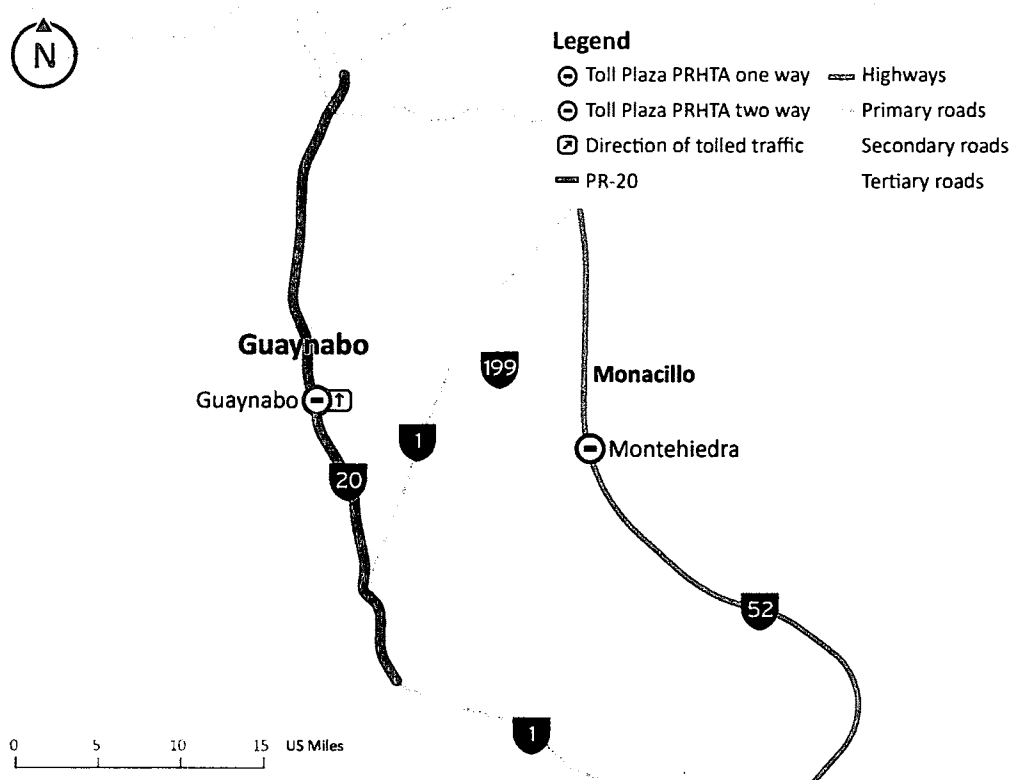 N
Legend
Toll Plaza PRHTA one way
Highways
Toll Plaza PRHTA two way
Primary roads
Direction of tolled traffic
Secondary roads
PR-20
Tertiary roads
Guaynabo
199
Monacillo
Guaynabo
1
Montehiedra
20
52
1
0 5 10 15 US Miles